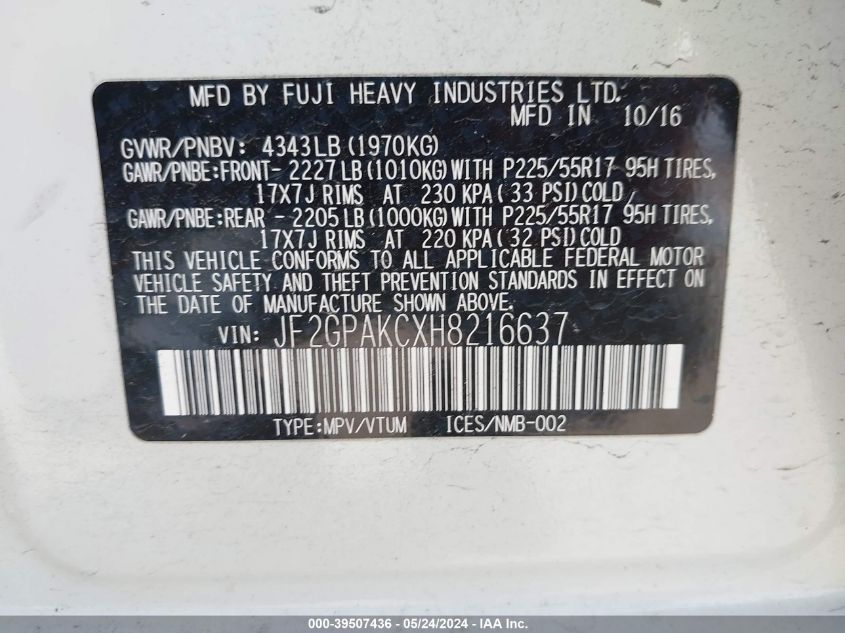 MFD BY FUJI HEAVY INDUSTRIES LTD.
MFD IN 10/16
GVWR/PNBV: 4343LB (1970KG)
GAWR/PNBE:FRONT- 2227LB (1010KG) WITH P225/55R17 95H TIRES,
17X7J RIMS AT 230 KPA (33 PSI) COLD
GAWR/PNBE:REAR - 2205LB (1000KG) WITH P225/55R17 95H TIRES,
17X7J RIMS AT 220 KPA (32 PSI) COLD
THIS VEHICLE CONFORMS TO ALL APPLICABLE FEDERAL MOTOR
VEHICLE SAFETY AND THEFT PREVENTION STANDARDS IN EFFECT ON
THE DATE OF MANUFACTURE SHOWN ABOVE.
VIN: JF2GPAKCXH8216637
TYPE:MPV/VTUM ICES/NMB-002
000-39507436 - 05/24/2024 - IAA Inc.